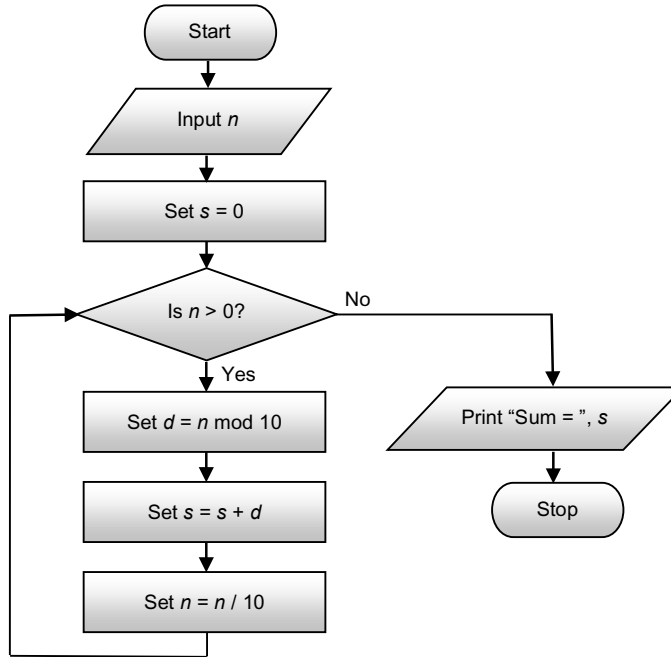 Start
Input n
Set s = 0
Is n > 0?
No
Yes
Set d = n mod 10
Set s = s + d
Set n = n / 10
Print “Sum = ”, s
Stop